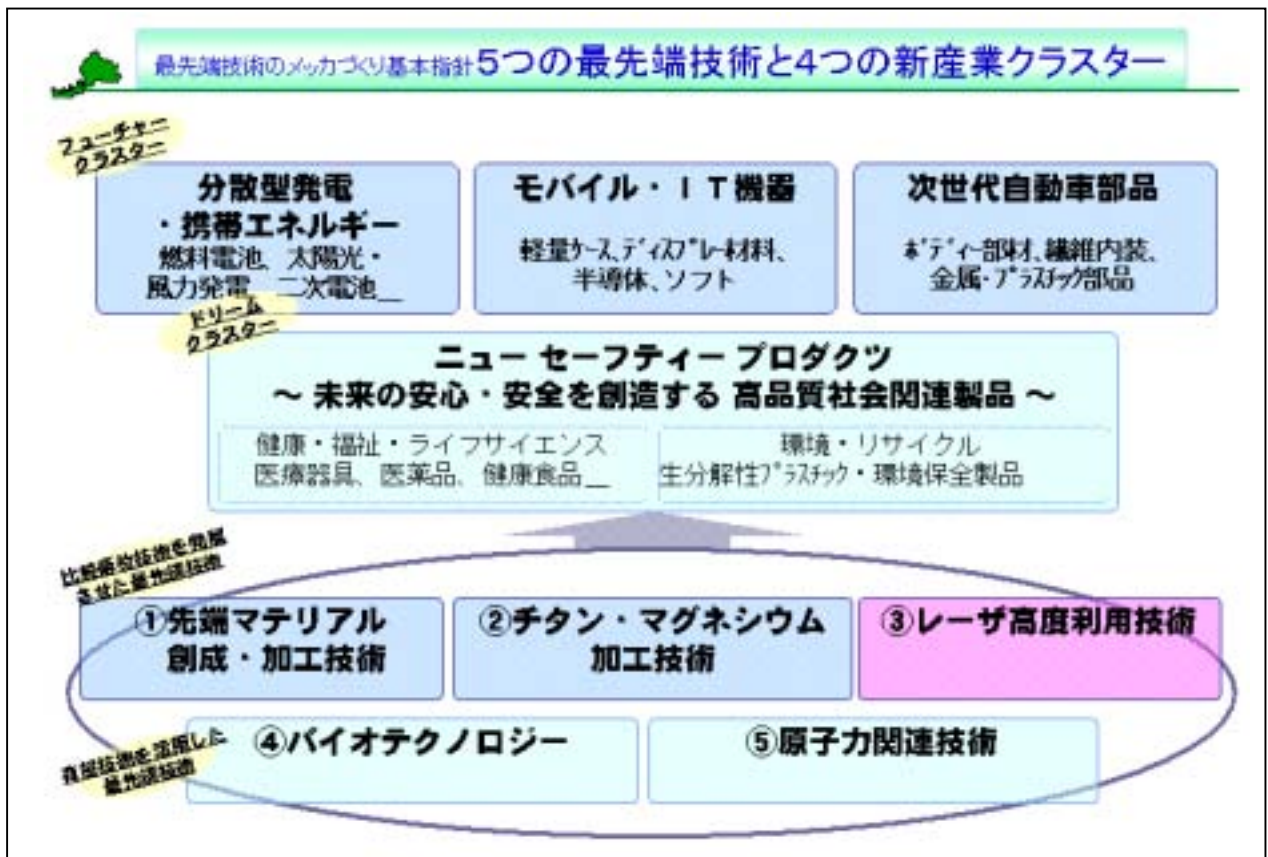 最先端技術のメッカづくり基本指針 5つの最先端技術と4つの新産業クラスター
フューチャー
クラスター
分散型発電
・携帯エネルギー
燃料電池、太陽光・
風力発電、二次電池__
モバイル・ＩＴ機器
軽量ｹｰｽ、ﾃﾞｨｽﾌﾟﾚｰ材料、
半導体、ソフト
次世代自動車部品
ﾎﾞﾃﾞｨｰ部材、繊維内装、
金属・ﾌﾟﾗｽﾁｯｸ部品
ドリーム
クラスター
ニュー セーフティー プロダクツ
～ 未来の安心・安全を創造する 高品質社会関連製品 ～
健康・福祉・ライフサイエンス
医療器具、医薬品、健康食品__
環境・リサイクル
生分解性ﾌﾟﾗｽﾁｯｸ・環境保全製品
比較優位技術を発展
させた最先端技術
①先端マテリアル
創成・加工技術
②チタン・マグネシウム
加工技術
③レーザ高度利用技術
技術を活用した
最先端技術
④バイオテクノロジー
⑤原子力関連技術